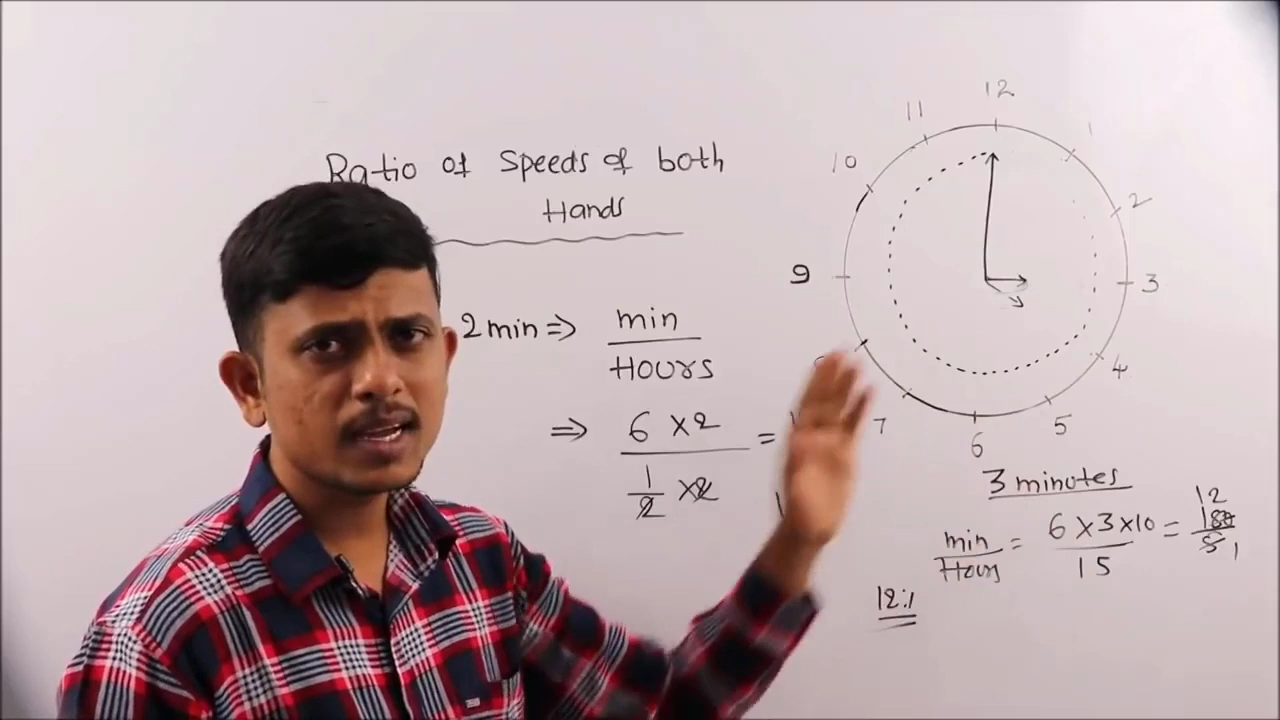 Ratio of Speeds of both
Hands
2 min ⇒ min
Hours
⇒ 6 × 2 =
1/2 × 2
12
1
2
3
4
5
6
7
9
10
11
3 minutes
min/Hours = 6 × 3 × 10 / 15 = 180/5
12
1
12:1